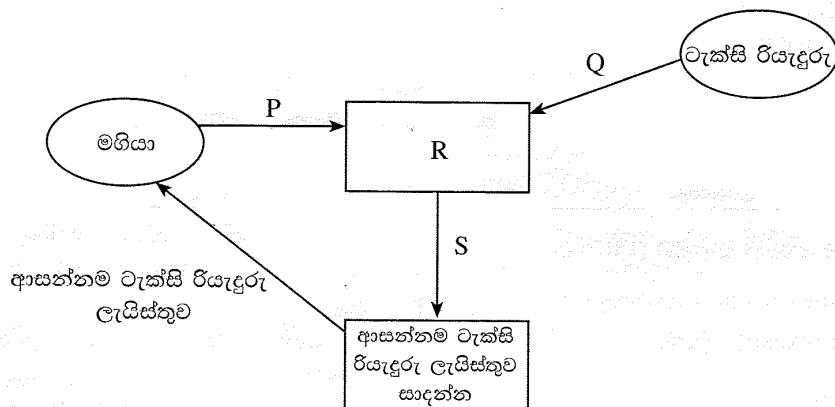 ටැක්සි රියැදුරු
Q
P
මගියා
R
S
ආසන්නම ටැක්සි රියැදුරු
ලැයිස්තුව
ආසන්නම ටැක්සි
රියැදුරු ලැයිස්තුව
සාදන්න